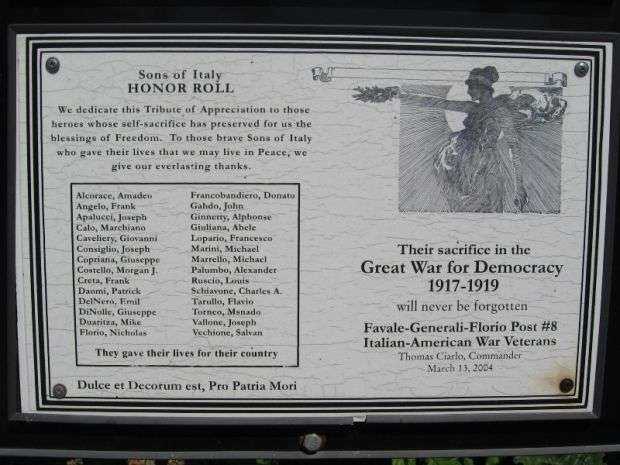 Sons of Italy
HONOR ROLL
We dedicate this Tribute of Appreciation to those
heroes whose self-sacrifice has preserved for us the
blessings of Freedom. To those brave Sons of Italy
who gave their lives that we may live in Peace, we
give our everlasting thanks.
Alcorace, Amadeo
Angelo, Frank
Apalucci, Joseph
Calo, Marchiano
Caveliery, Giovanni
Consiglio, Joseph
Copriana, Giuseppe
Costello, Morgan J.
Creta, Frank
Daomi, Patrick
DelNero, Emil
DiNolle, Giuseppe
Duaritza, Mike
Florio, Nicholas
Francobandiero, Donato
Gahdo, John
Ginnetty, Alphonse
Giuliana, Abele
Lopario, Francesco
Marini, Michael
Marrello, Michael
Palumbo, Alexander
Ruscio, Louis
Schiavone, Charles A.
Tarullo, Flavio
Torneo, Msnado
Vallone, Joseph
Vechione, Salvan
They gave their lives for their country
Dulce et Decorum est, Pro Patria Mori
Their sacrifice in the
Great War for Democracy
1917-1919
will never be forgotten
Favale-Generali-Florio Post #8
Italian-American War Veterans
Thomas Ciarlo, Commander
March 13, 2004